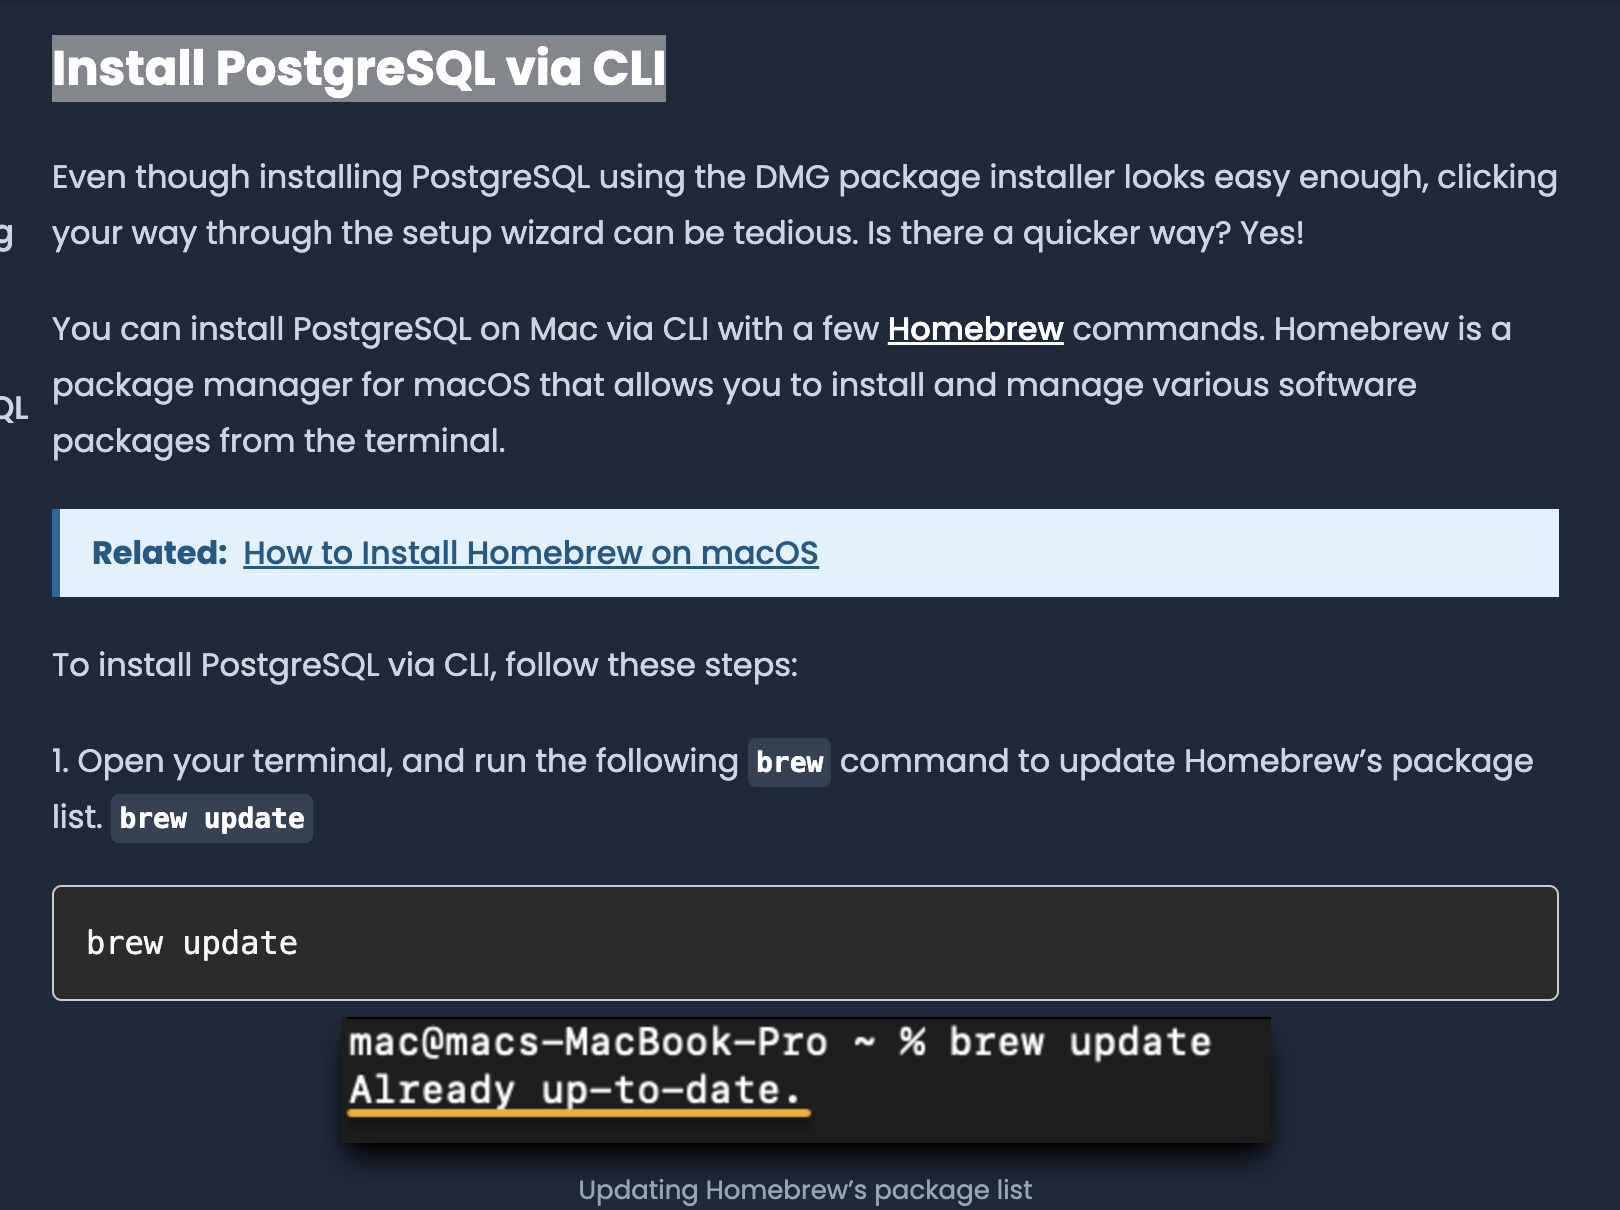 Install PostgreSQL via CLI
Even though installing PostgreSQL using the DMG package installer looks easy enough, clicking
g
your way through the setup wizard can be tedious. Is there a quicker way? Yes!
You can install PostgreSQL on Mac via CLI with a few Homebrew commands. Homebrew is a
package manager for macOS that allows you to install and manage various software
QL
packages from the terminal.
Related: How to Install Homebrew on macOS
To install PostgreSQL via CLI, follow these steps:
1. Open your terminal, and run the following brew command to update Homebrew’s package
list. brew update
brew update
mac@macs-MacBook-Pro ~ % brew update
Already up-to-date.
Updating Homebrew’s package list